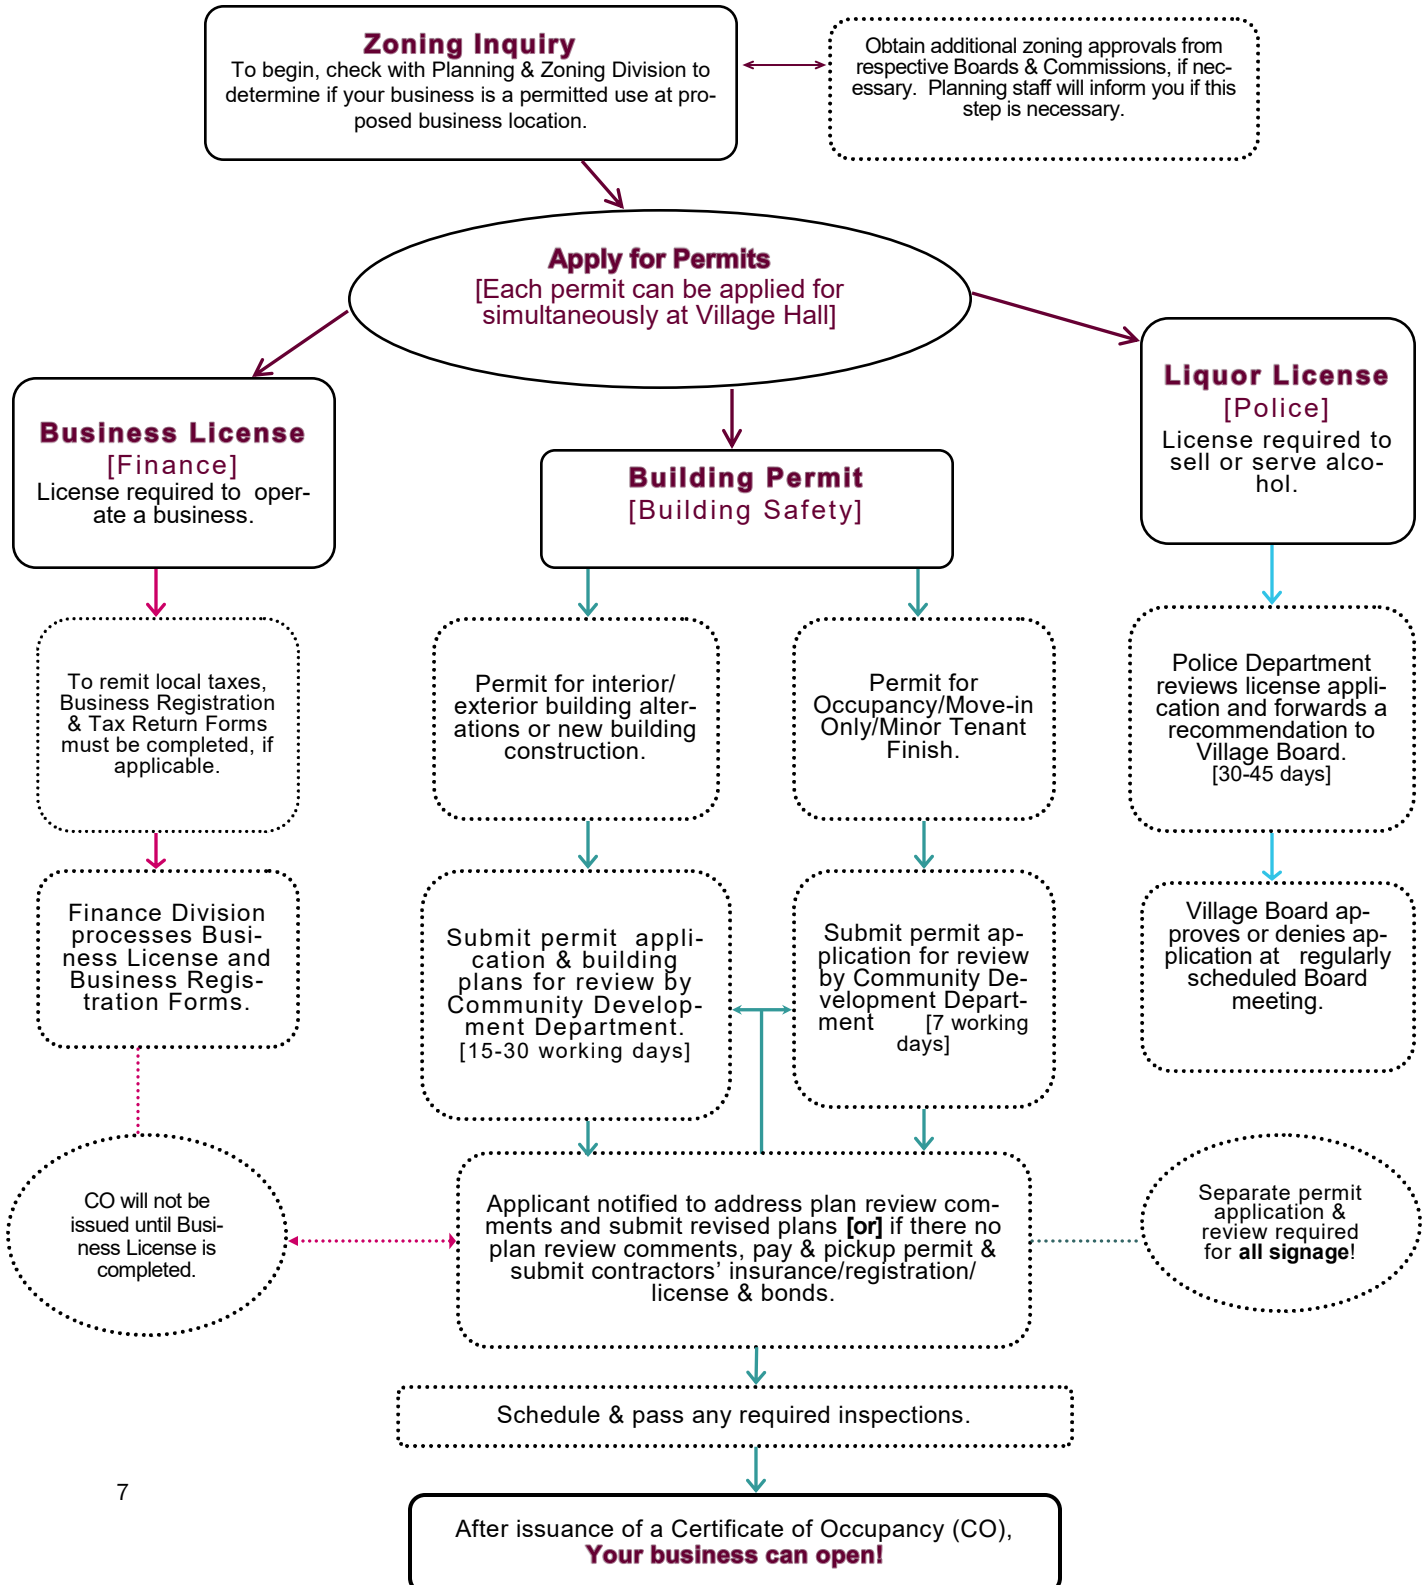 Zoning Inquiry
To begin, check with Planning & Zoning Division to
determine if your business is a permitted use at pro-
posed business location.
Obtain additional zoning approvals from
respective Boards & Commissions, if nec-
essary.  Planning staff will inform you if this
step is necessary.
Apply for Permits
[Each permit can be applied for
simultaneously at Village Hall]
Business License
[Finance]
License required to  oper-
ate a business.
Building Permit
[Building Safety]
Liquor License
[Police]
License required to
sell or serve alco-
hol.
To remit local taxes,
Business Registration
& Tax Return Forms
must be completed, if
applicable.
Permit for interior/
exterior building alter-
ations or new building
construction.
Permit for
Occupancy/Move-in
Only/Minor Tenant
Finish.
Police Department
reviews license appli-
cation and forwards a
recommendation to
Village Board.
[30-45 days]
Finance Division
processes Busi-
ness License and
Business Regis-
tration Forms.
Submit permit  appli-
cation & building
plans for review by
Community Develop-
ment Department.
[15-30 working days]
Submit permit ap-
plication for review
by Community De-
velopment Depart-
ment [7 working
days]
Village Board ap-
proves or denies ap-
plication at  regularly
scheduled Board
meeting.
CO will not be
issued until Busi-
ness License is
completed.
Applicant notified to address plan review com-
ments and submit revised plans [or] if there no
plan review comments, pay & pickup permit &
submit contractors’ insurance/registration/
license & bonds.
Separate permit
application &
review required
for all signage!
Schedule & pass any required inspections.
7
After issuance of a Certificate of Occupancy (CO),
Your business can open!